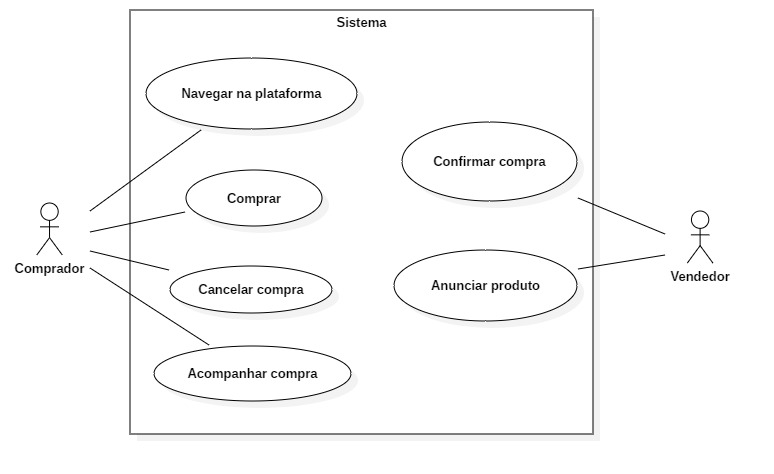 Sistema
Navegar na plataforma
Confirmar compra
Comprar
Comprador
Vendedor
Cancelar compra
Anunciar produto
Acompanhar compra